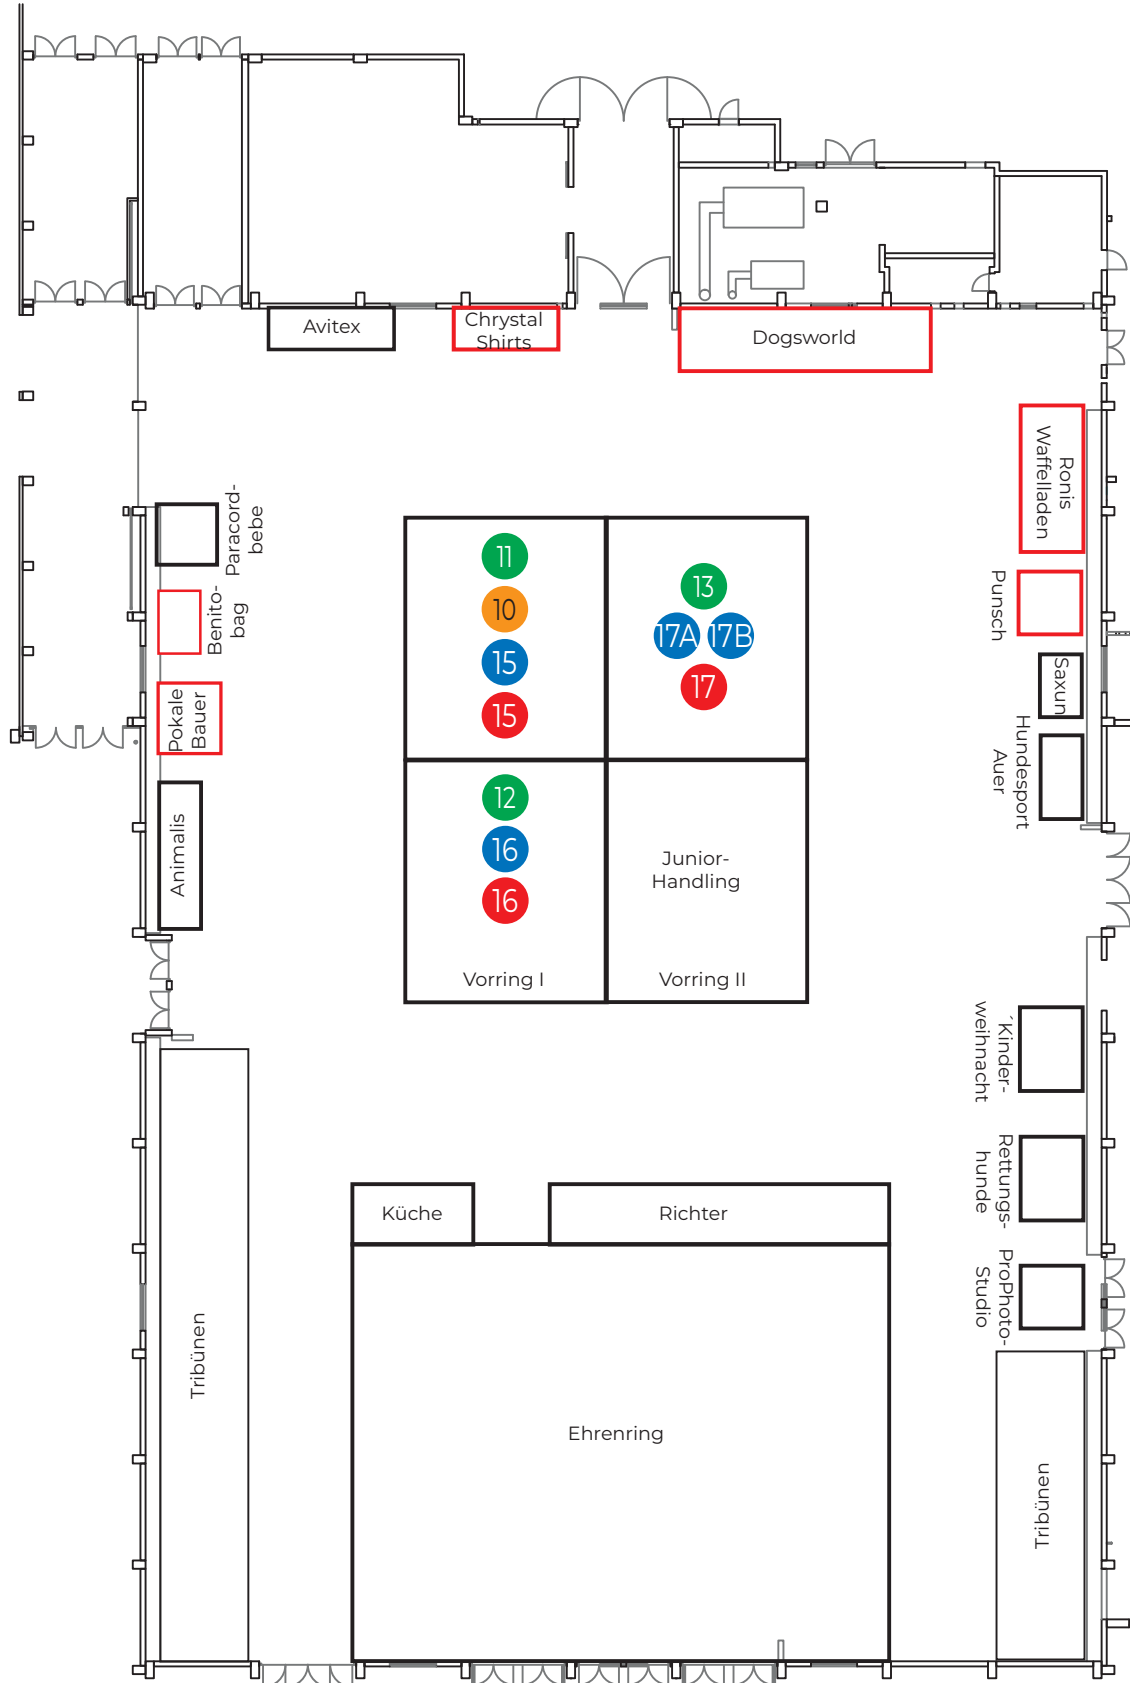 Avitex
Chrystal
Shirts
Dogsworld
Ronis
Waffelladen
Paracord-
bebe
11
10
15
15
13
17A 17B
17
Punsch
Benito-
bag
Saxun
Pokale
Bauer
Hundesport
Auer
Animalis
12
16
16
Junior-
Handling
Vorring I
Vorring II
´Kinder-
weihnacht
Rettungs-
hunde
Küche
Richter
ProPhoto-
Studio
Tribünen
Ehrenring
Tribünen